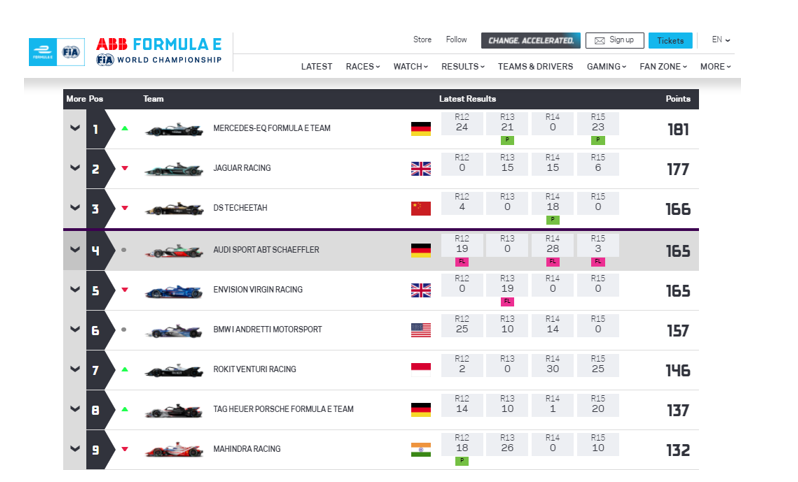 Store Follow CHANGE. ACCELERATED. Sign up Tickets EN
FORMULA E FIA ABB FORMULA E
FIA WORLD CHAMPIONSHIP
LATEST RACES WATCH RESULTS TEAMS & DRIVERS GAMING FAN ZONE MORE
More Pos Team Latest Results Points
R12 R13 R14 R15
1 MERCEDES-EQ FORMULA E TEAM 24 21 0 23 181
P P
R12 R13 R14 R15
2 JAGUAR RACING 0 15 15 6 177
R12 R13 R14 R15
3 DS TECHEETAH 4 0 18 0 166
P
R12 R13 R14 R15
4 AUDI SPORT ABT SCHAEFFLER 19 0 28 3 165
FL FL FL
R12 R13 R14 R15
5 ENVISION VIRGIN RACING 0 19 0 0 165
FL
R12 R13 R14 R15
6 BMW I ANDRETTI MOTORSPORT 25 10 14 0 157
R12 R13 R14 R15
7 ROKIT VENTURI RACING 2 0 30 25 146
R12 R13 R14 R15
8 TAG HEUER PORSCHE FORMULA E TEAM 14 10 1 20 137
R12 R13 R14 R15
9 MAHINDRA RACING 18 26 0 10 132
P